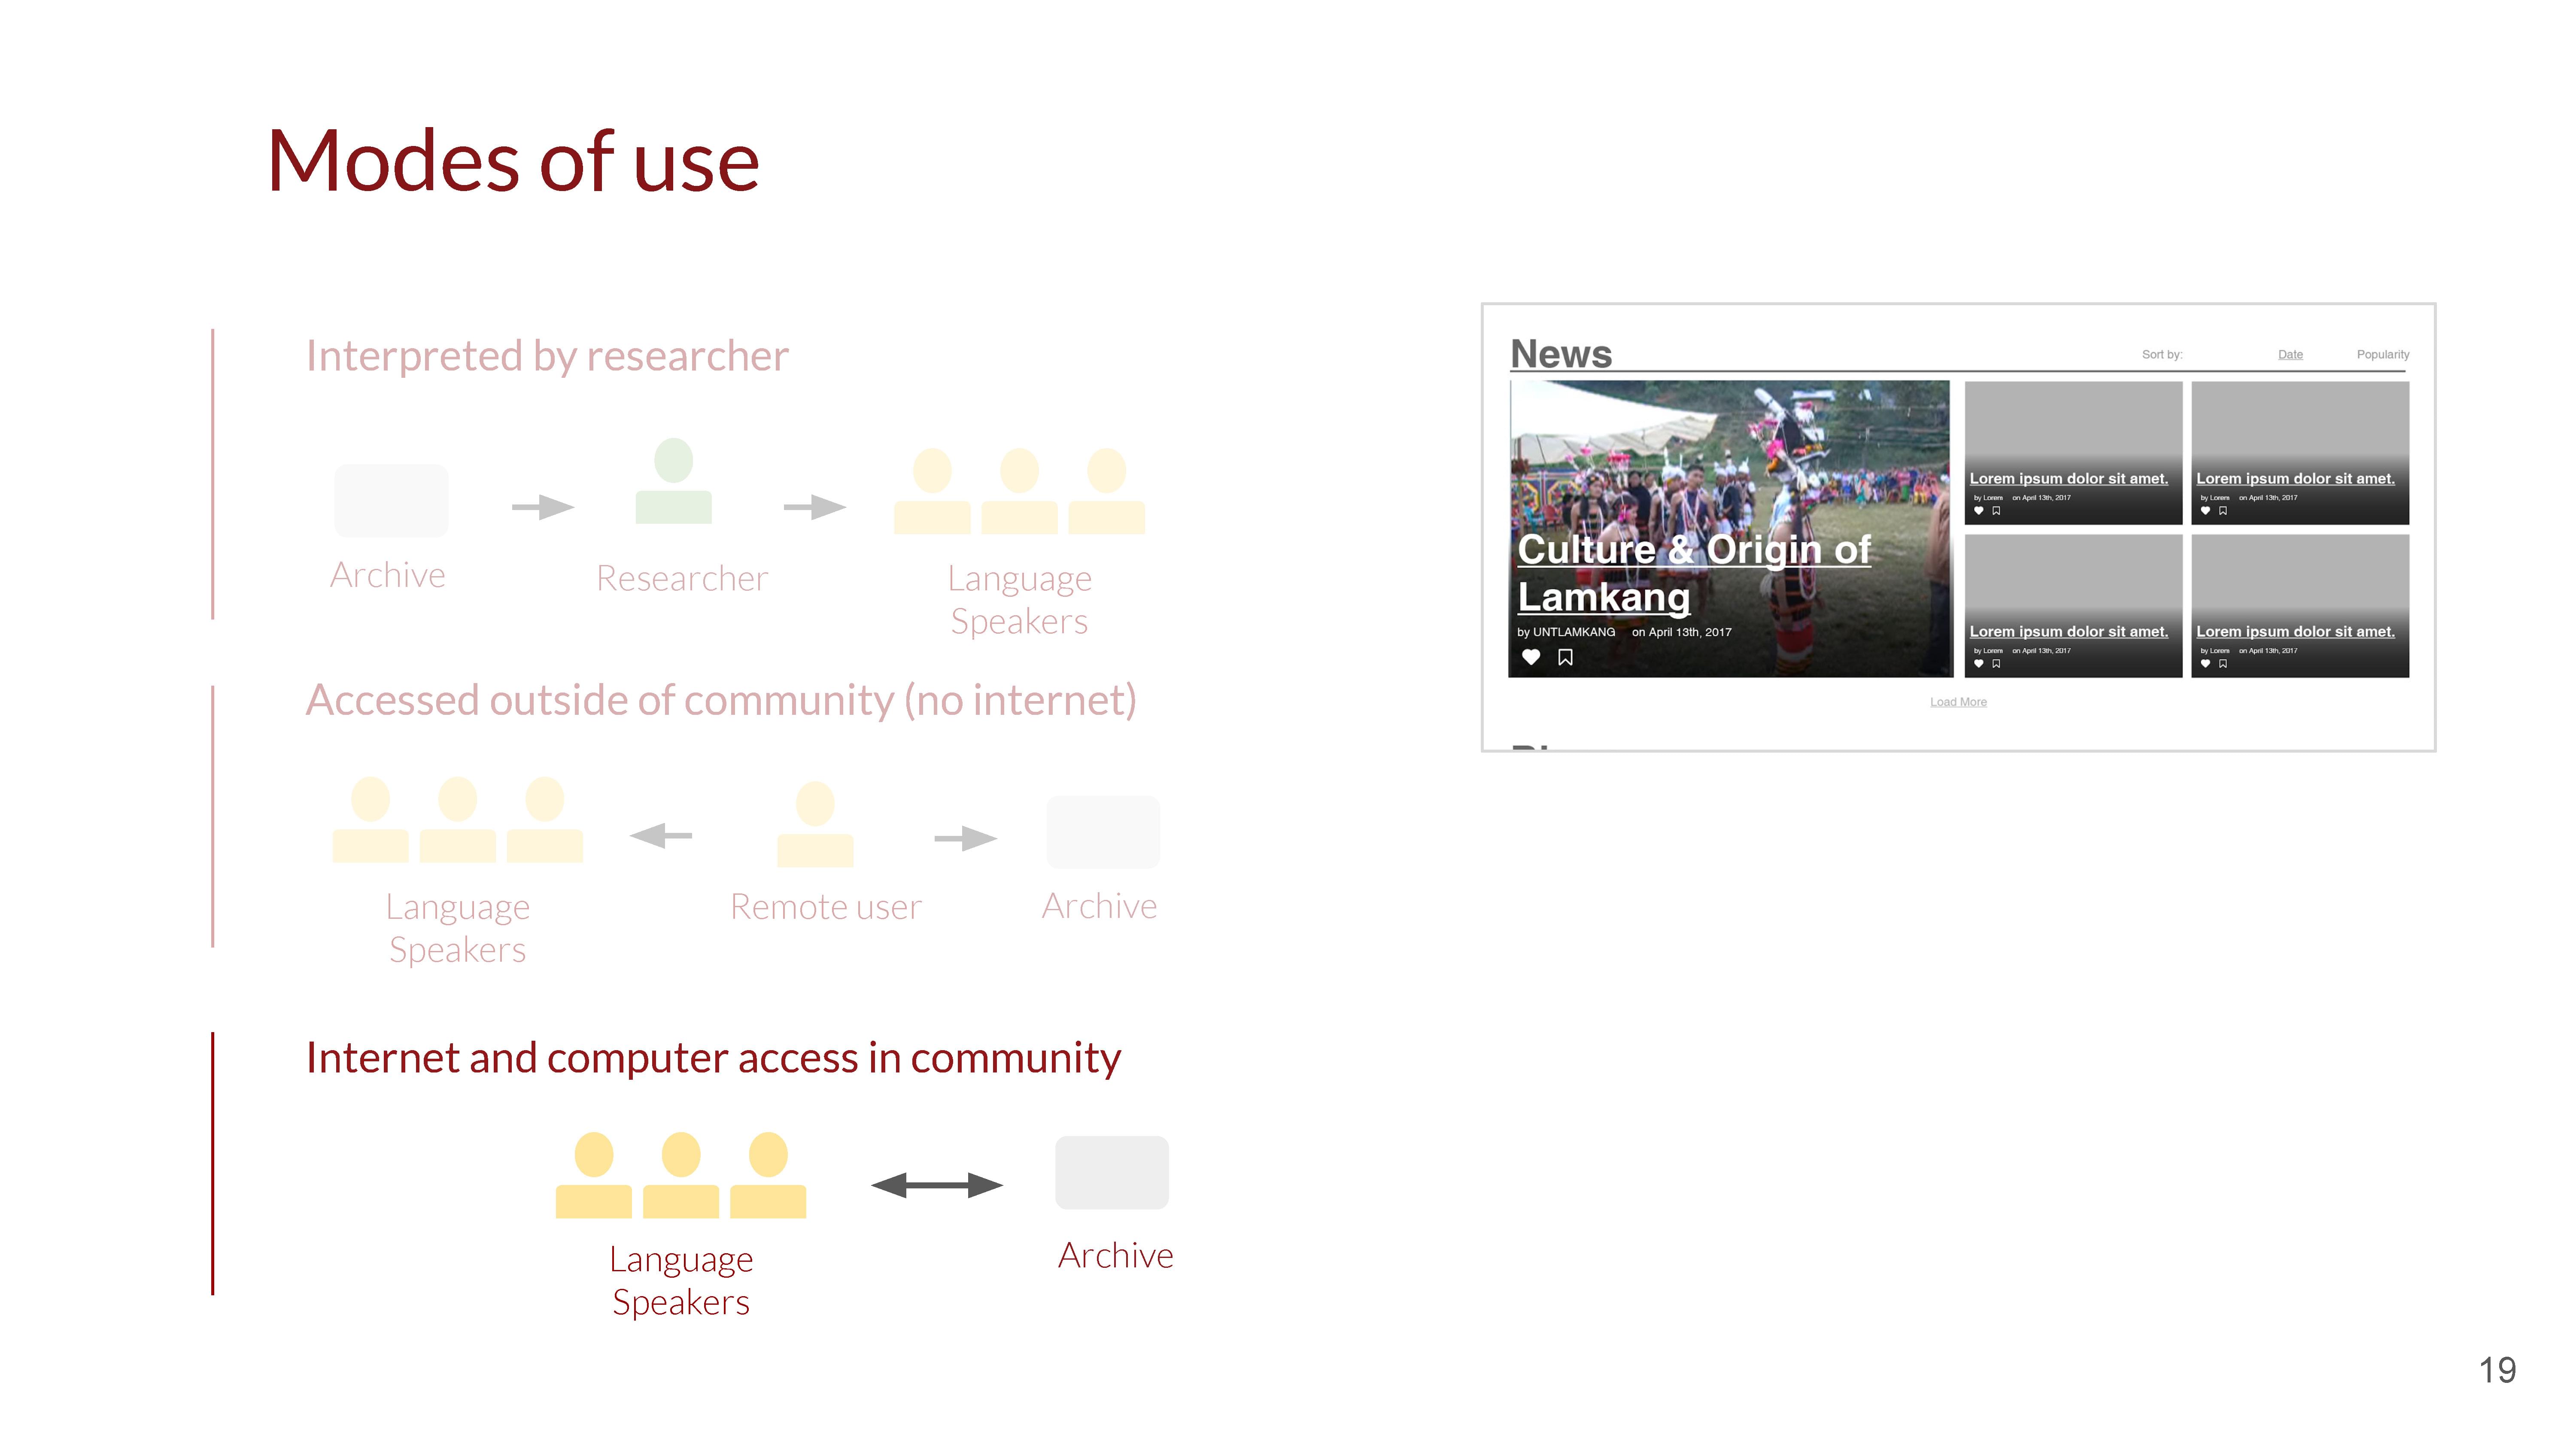 Modes of use
Interpreted by researcher
Archive
Researcher
Language
Speakers
Accessed outside of community (no internet)
Language
Speakers
Remote user
Archive
Internet and computer access in community
Language
Speakers
Archive
News
Sort by: Date Popularity
Culture & Origin of
Lamkang
by UNTLAMKANG on April 13th, 2017
Lorem ipsum dolor sit amet.
by Lorem on April 13th, 2017
Lorem ipsum dolor sit amet.
by Lorem on April 13th, 2017
Lorem ipsum dolor sit amet.
by Lorem on April 13th, 2017
Lorem ipsum dolor sit amet.
by Lorem on April 13th, 2017
Load More
19